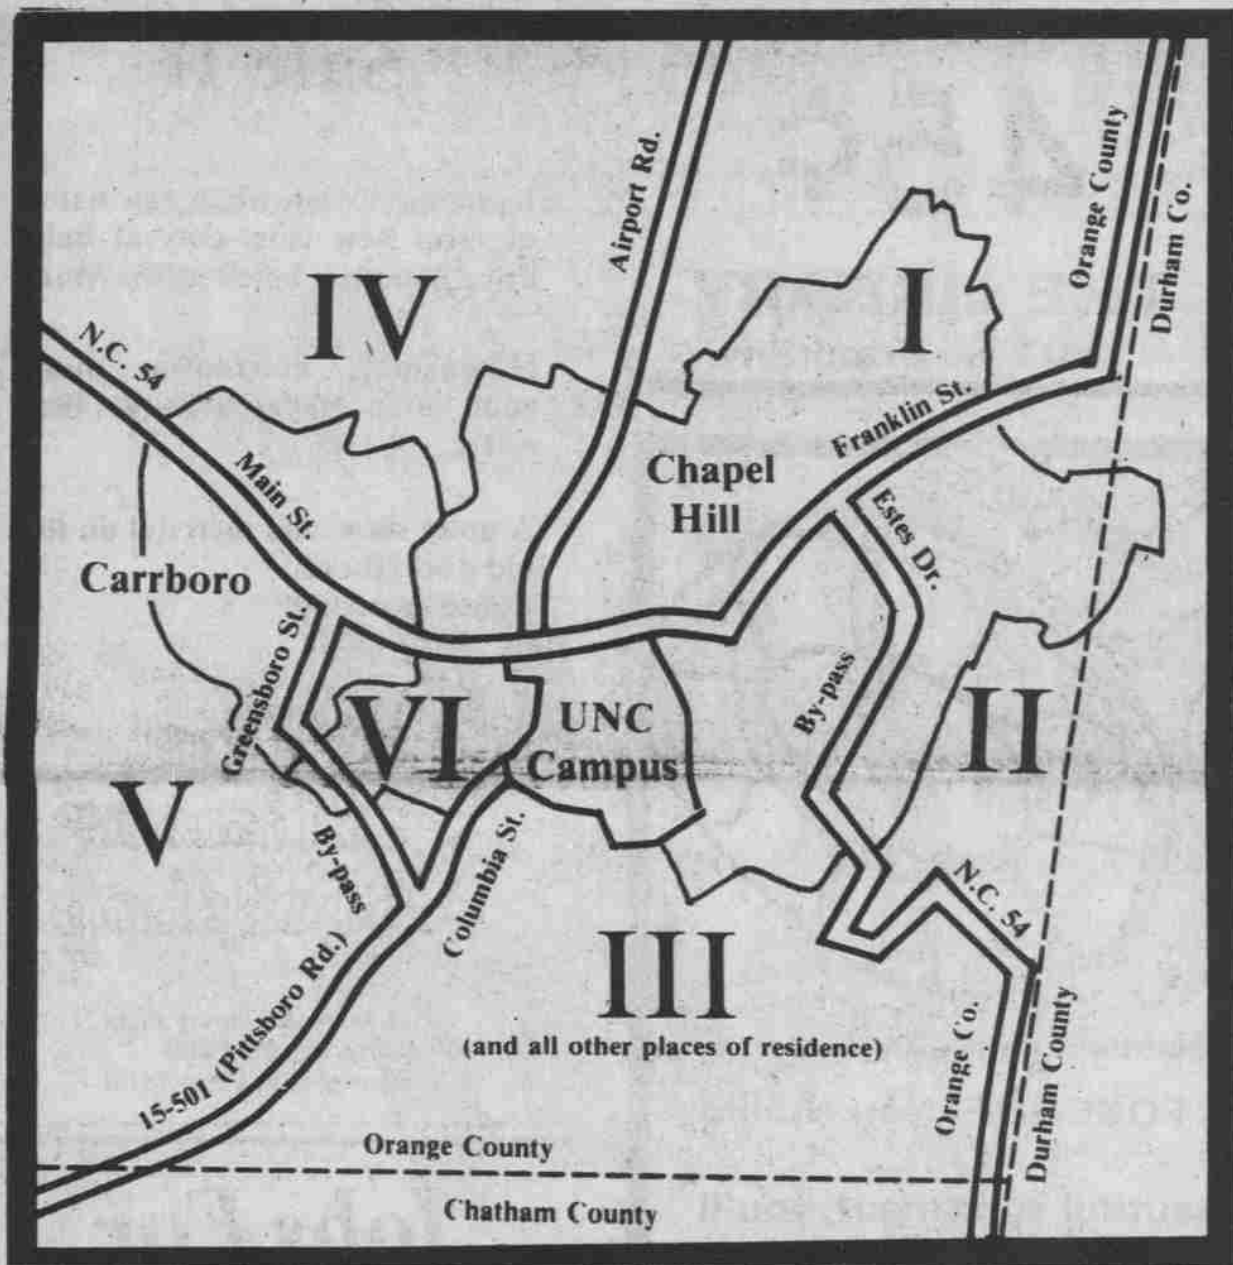 Airport Rd.
Orange County
Durham Co.
I
IV
N.C. 54
Franklin St.
Chapel
Hill
Main St.
Estes Dr.
Carrboro
Greensboro St.
VI
UNC
Campus
By-pass
II
V
By-pass
Columbia St.
N.C. 54
III
(and all other places of residence)
15-501 (Pittsboro Rd.)
Orange Co.
Durham County
Orange County
Chatham County